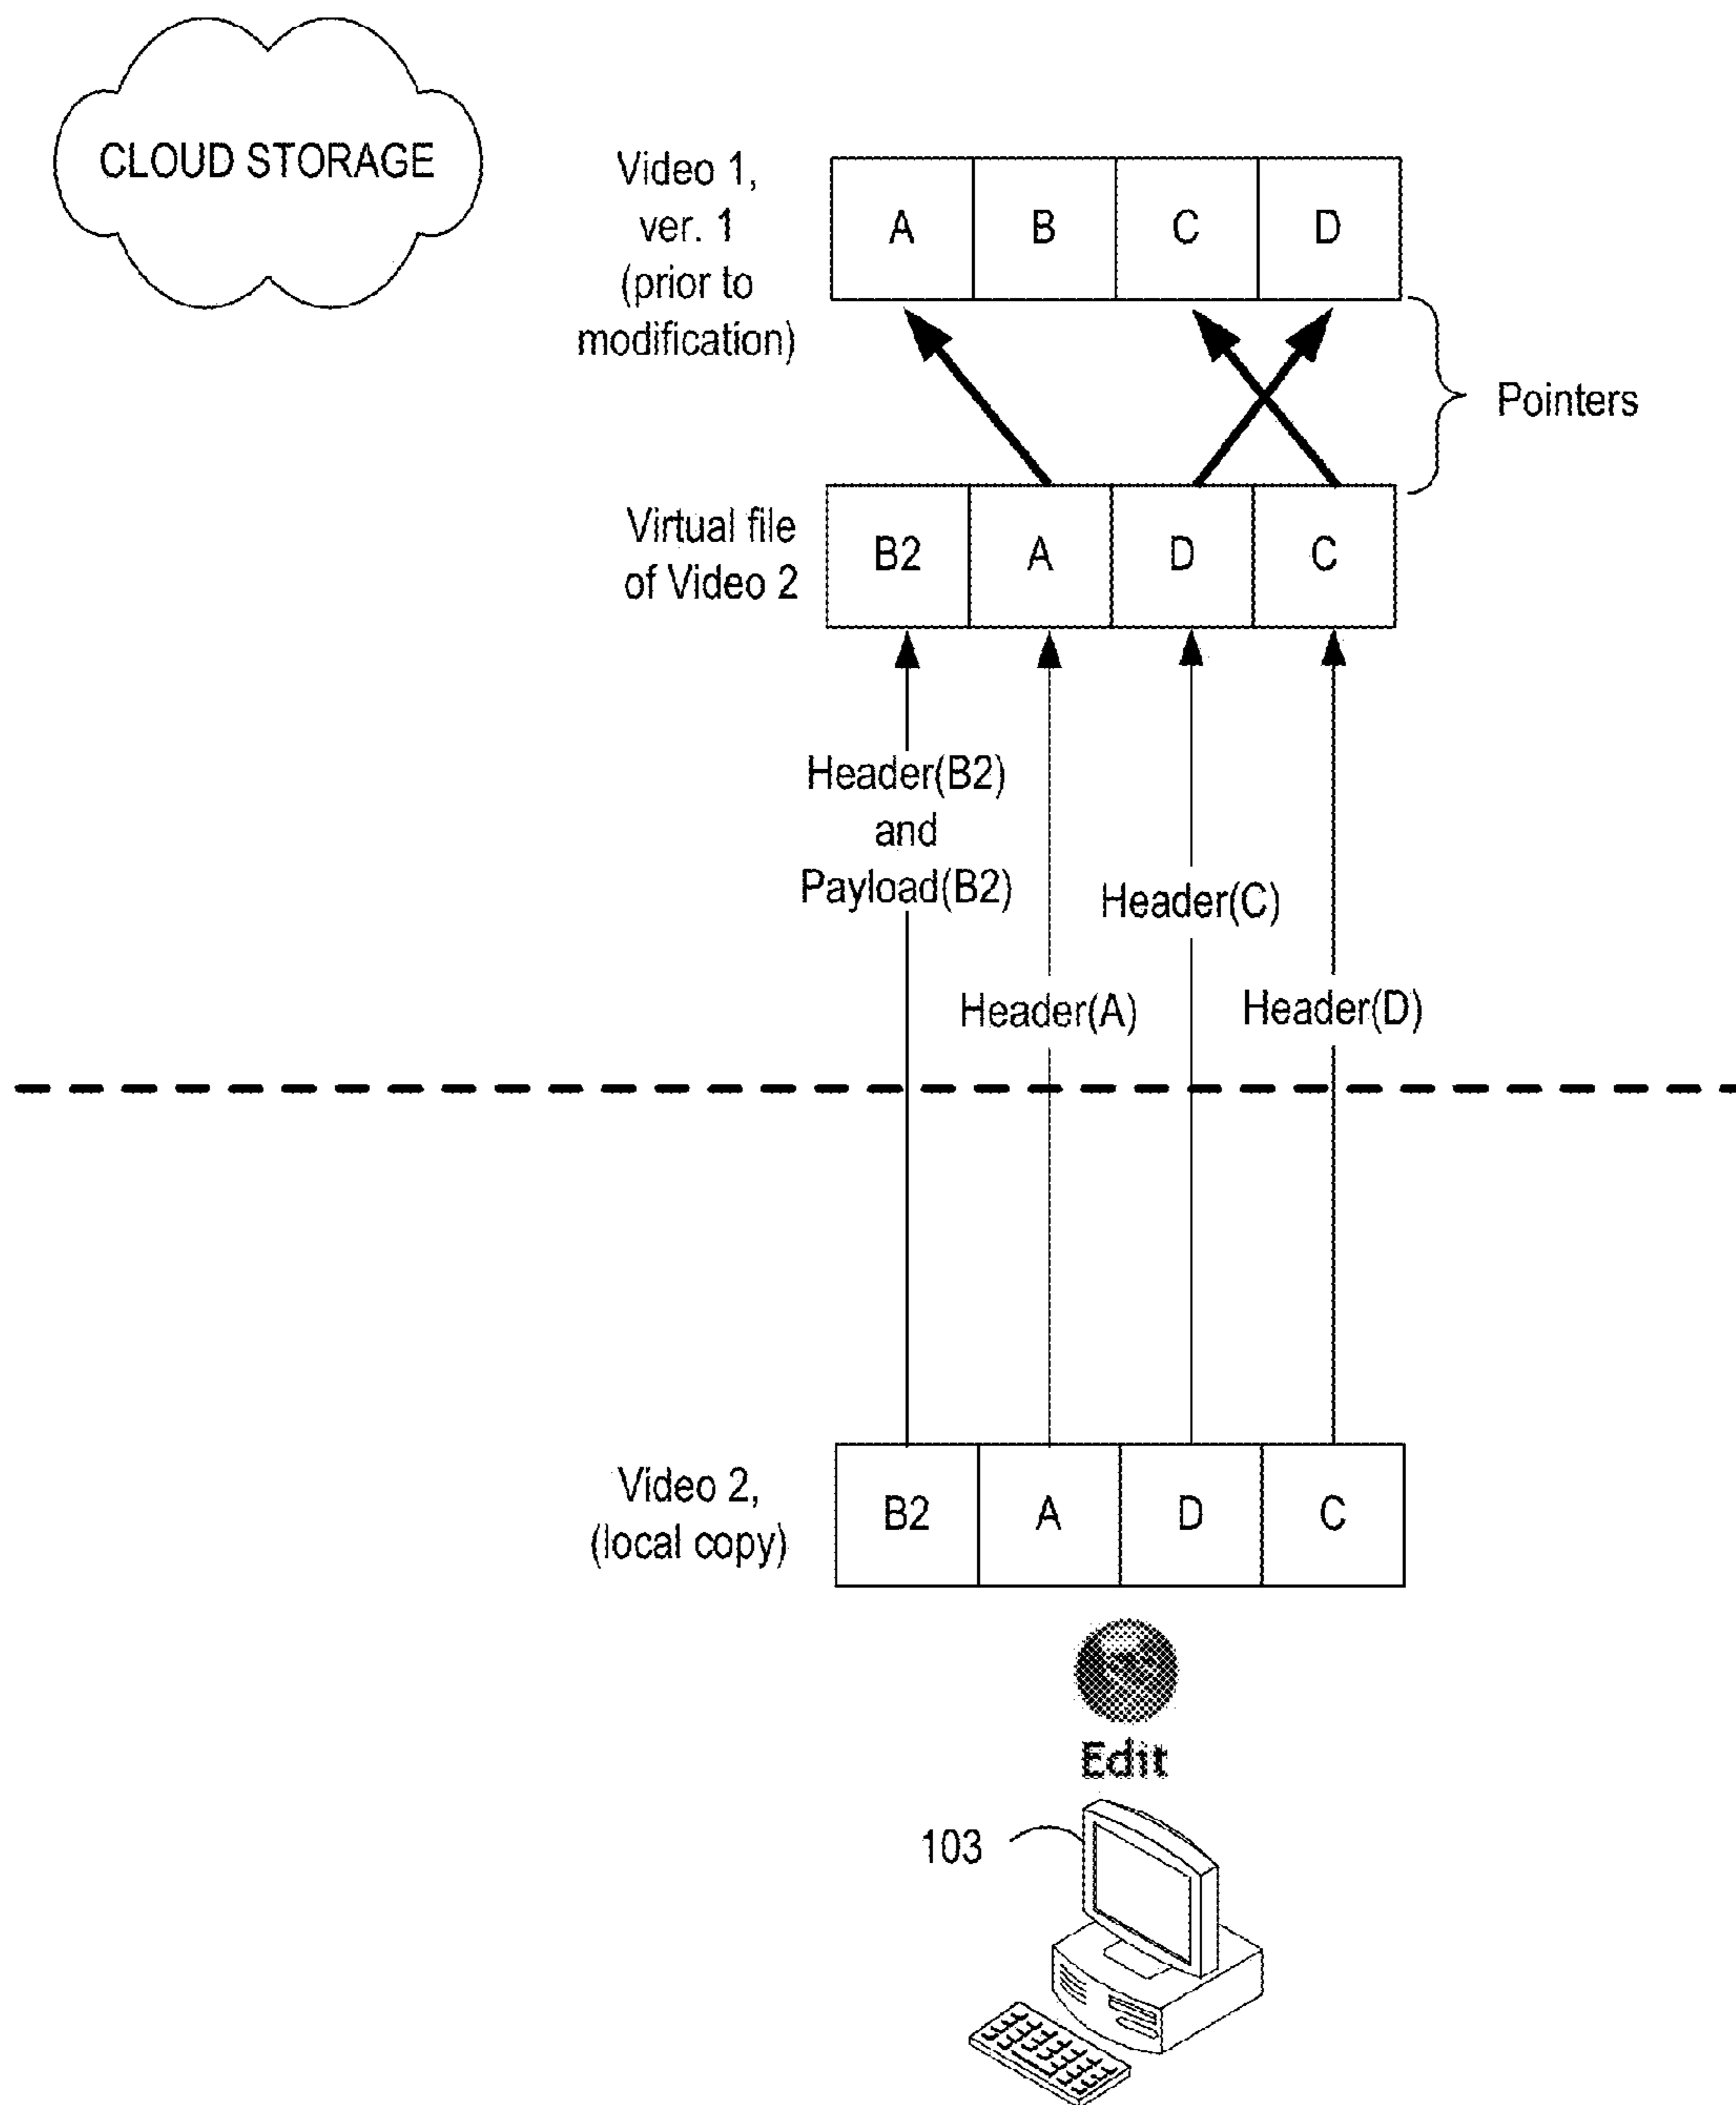 CLOUD STORAGE
Video 1,
ver. 1
(prior to
modification)
A B C D
Pointers
Virtual file
of Video 2
B2 A D C
Header(B2)
and
Payload(B2)
Header(C)
Header(A)
Header(D)
Video 2,
(local copy)
B2 A D C
Edit
103